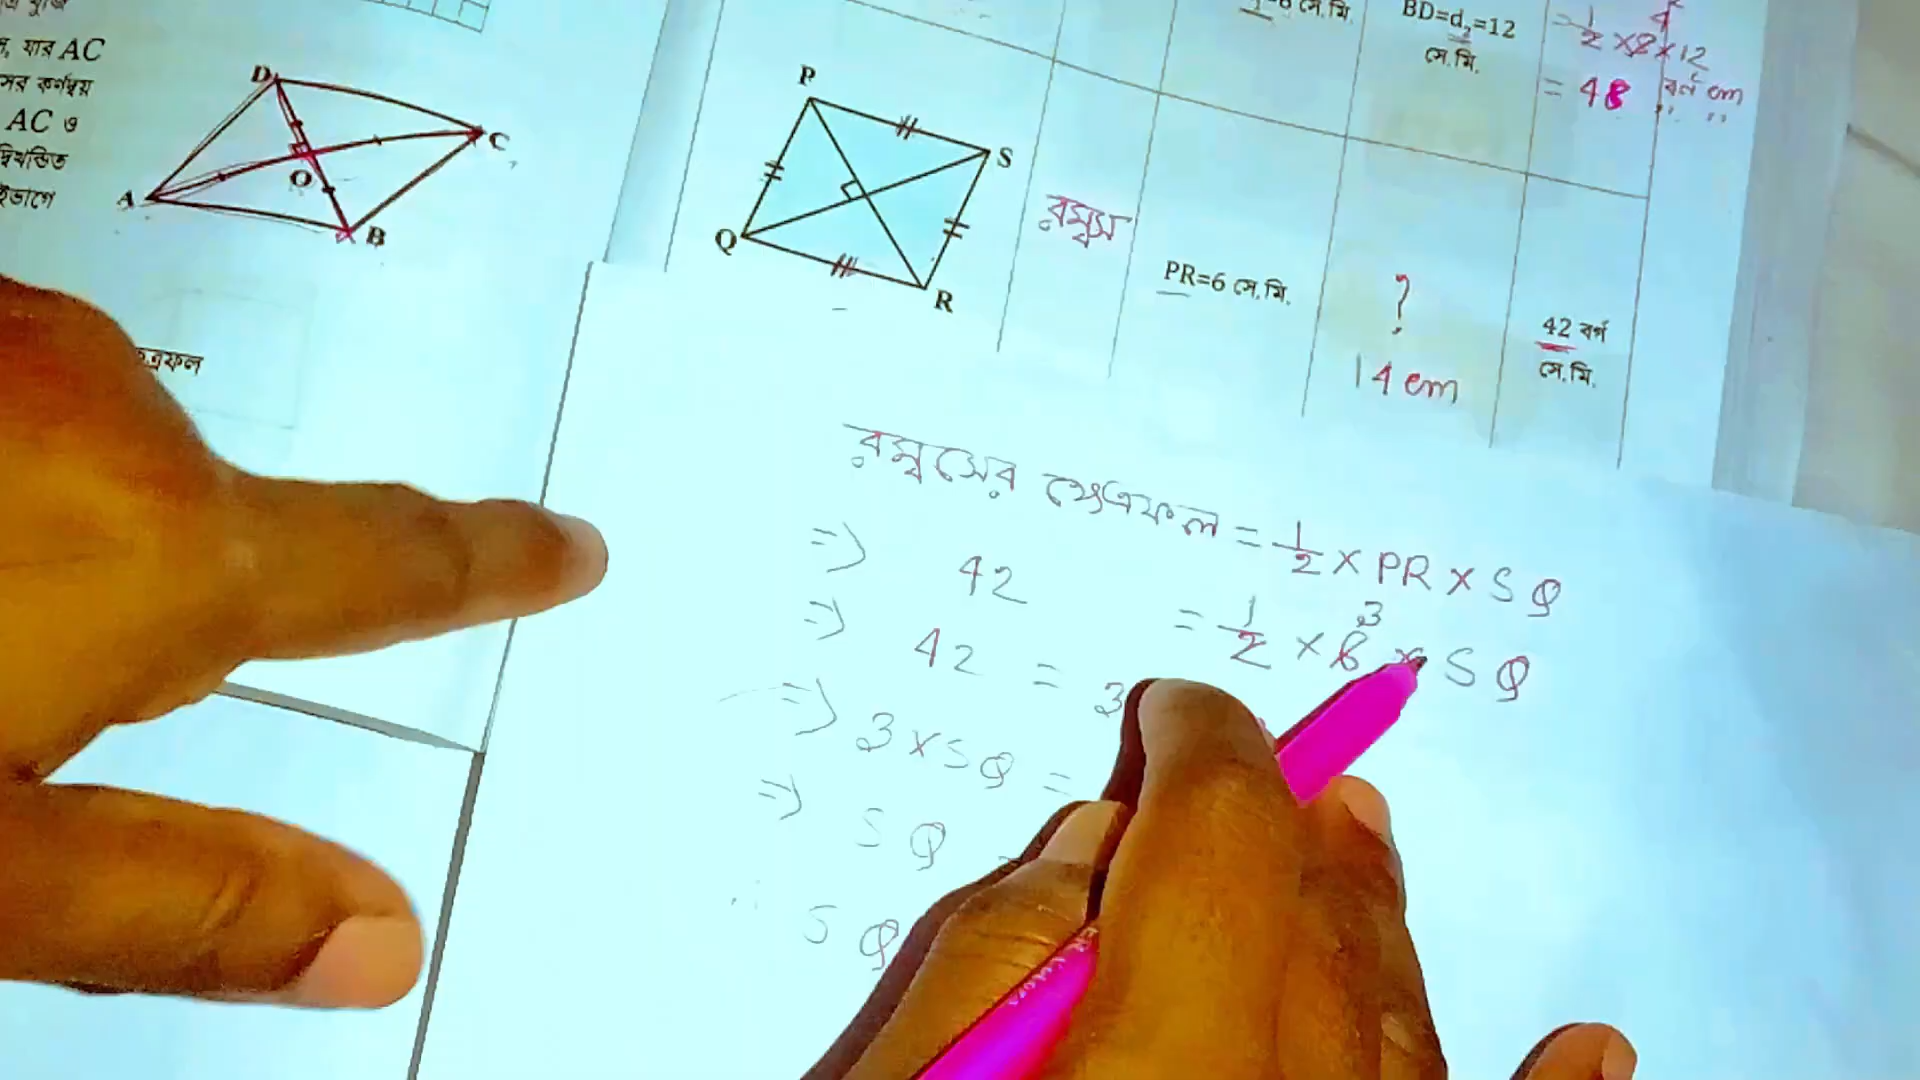 যার AC
কর্ণদ্বয়
AC ও
D
C
A
O
B
P
S
Q
R
রম্বস
PR=6 সে.মি.
?
14 cm
42 বর্গ
সে.মি.
BD=d₂=12
সে.মি.
= 1/2 × 8 × 12
4
= 48 বর্গ cm
রম্বসের ক্ষেত্রফল = 1/2 × PR × SQ
⇒ 42 = 1/2 × 6 × SQ
3
⇒ 42 = 3
⇒ 3 × SQ =
⇒ SQ
SQ